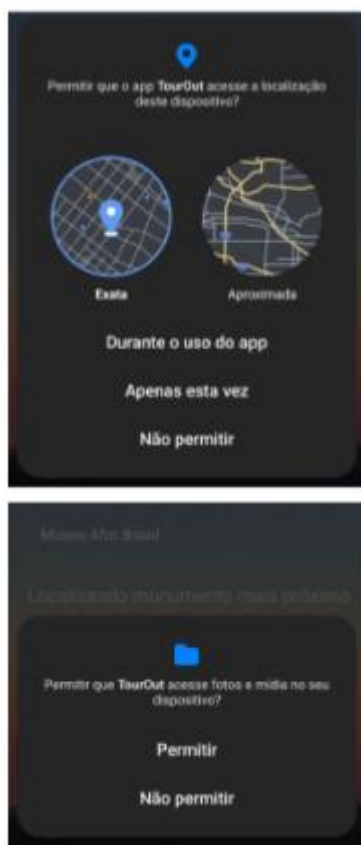 Permitir que o app TourOut acesse a localização
deste dispositivo?
Exata
Aproximada
Durante o uso do app
Apenas esta vez
Não permitir
Museu Afro Brasil
Localizando monumento mais próximo
Permitir que TourOut acesse fotos e mídia no seu
dispositivo?
Permitir
Não permitir